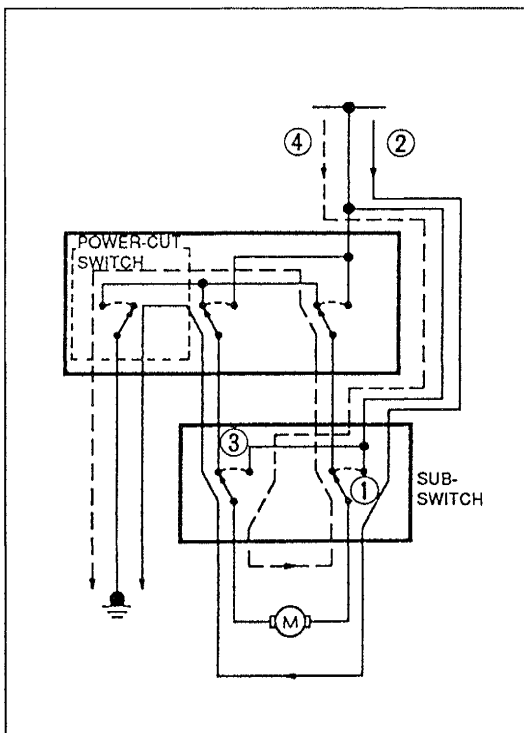 ④ ②
POWER-CUT
SWITCH
③
①
SUB-
SWITCH
M